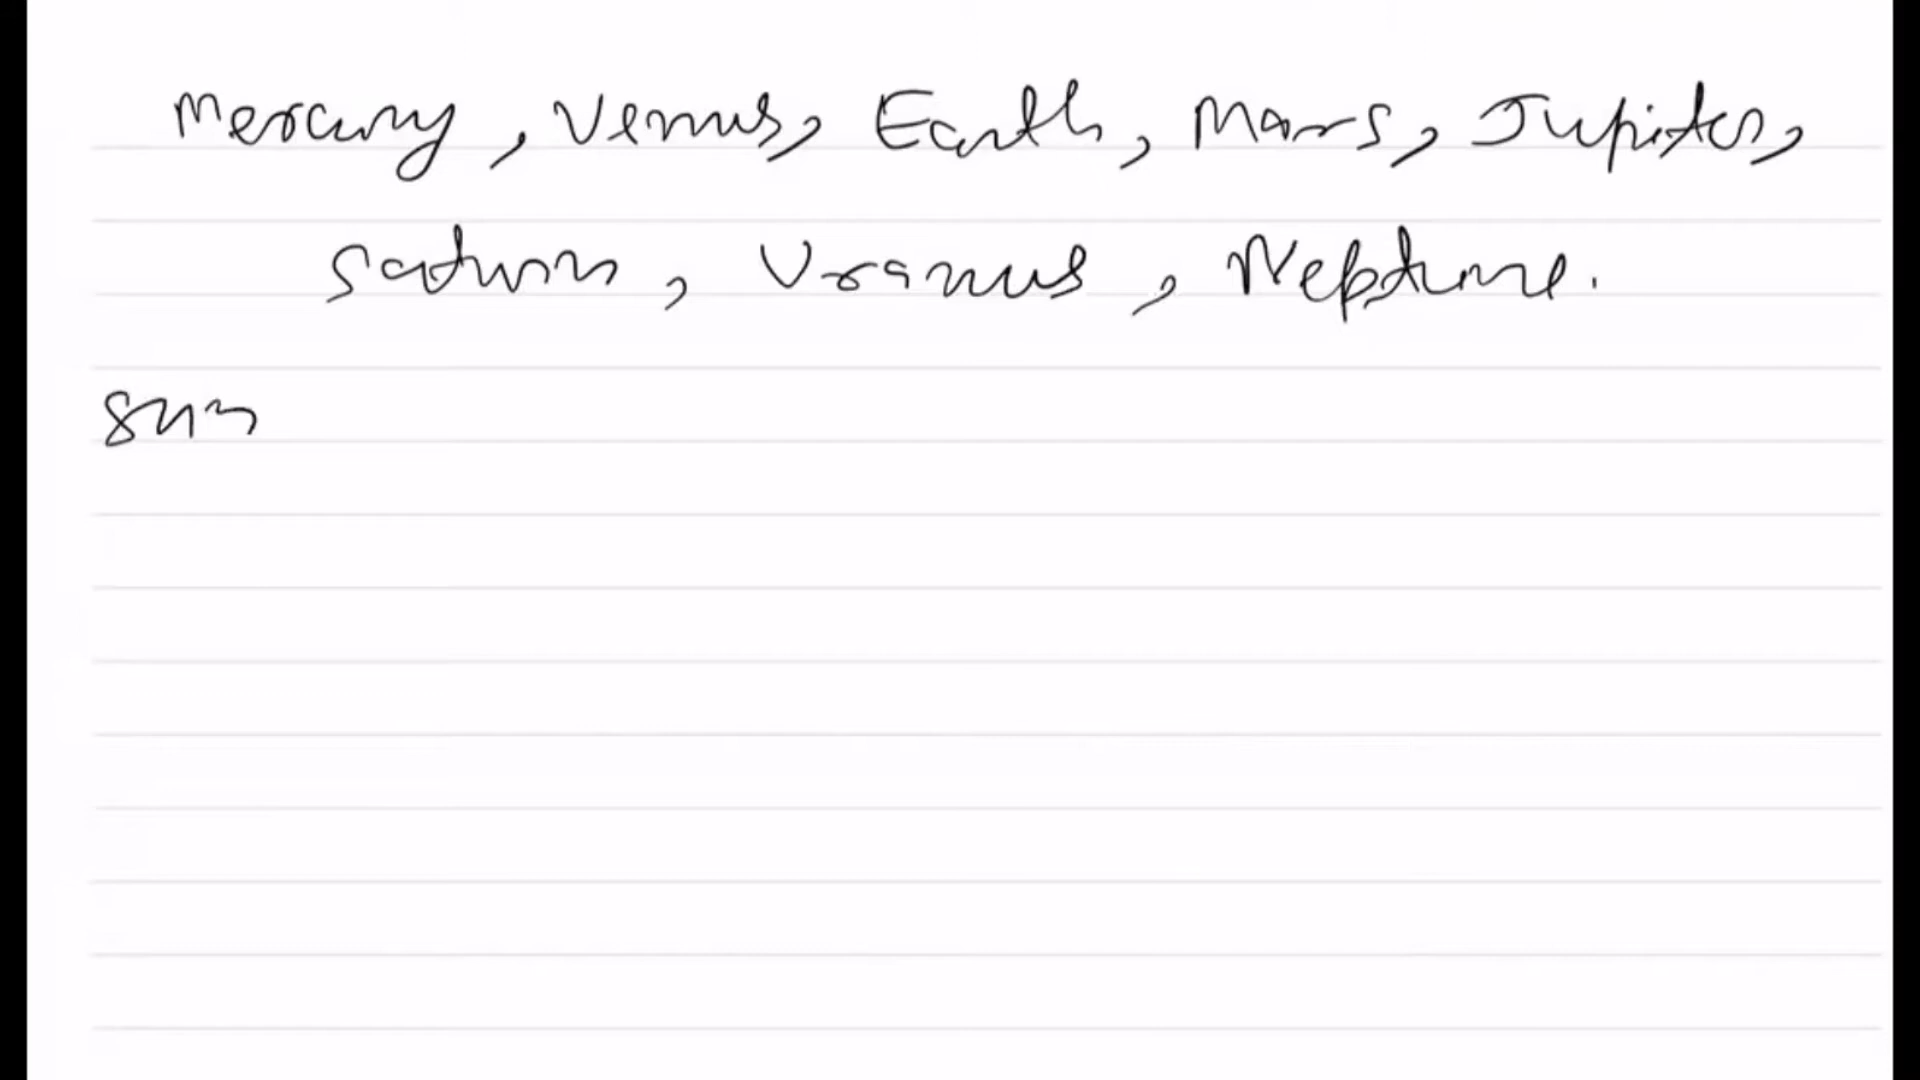 Mercury, Venus, Earth, Mars, Jupiter,
Saturn, Uranus, Neptune.
Sun